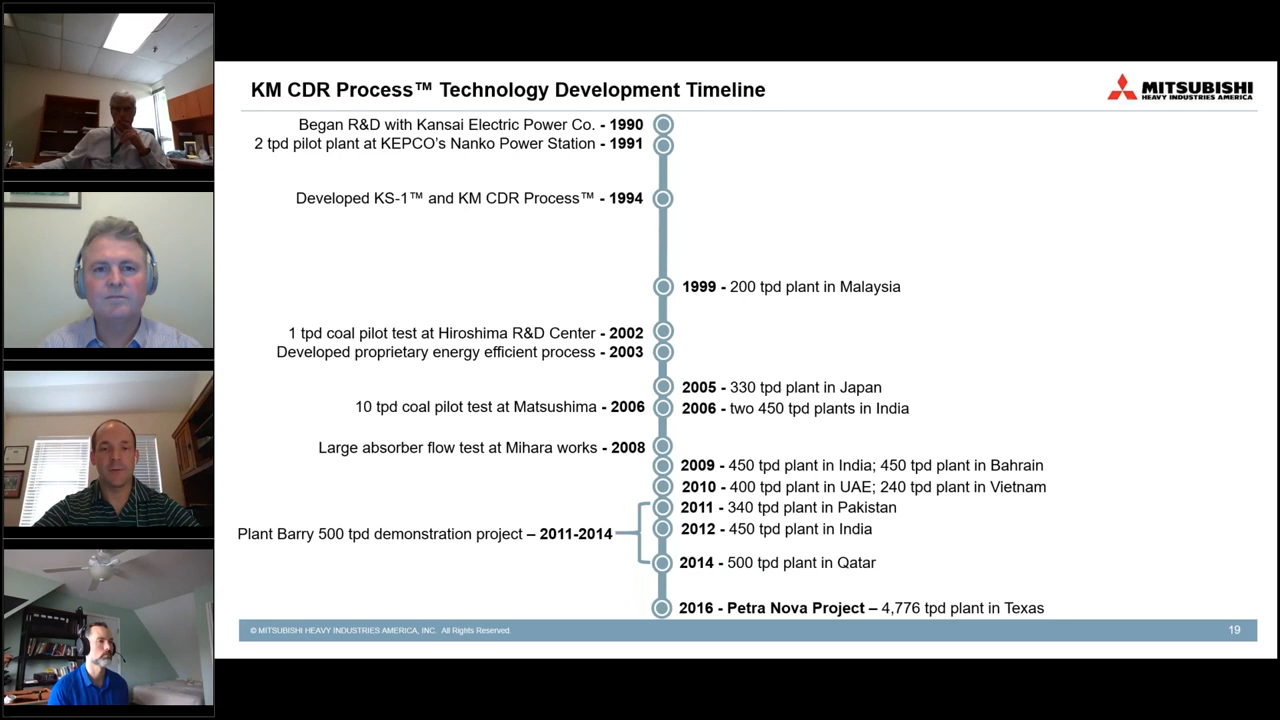 KM CDR Process™ Technology Development Timeline
MITSUBISHI
HEAVY INDUSTRIES AMERICA
Began R&D with Kansai Electric Power Co. - 1990
2 tpd pilot plant at KEPCO's Nanko Power Station - 1991
Developed KS-1™ and KM CDR Process™ - 1994
1999 - 200 tpd plant in Malaysia
1 tpd coal pilot test at Hiroshima R&D Center - 2002
Developed proprietary energy efficient process - 2003
2005 - 330 tpd plant in Japan
10 tpd coal pilot test at Matsushima - 2006
2006 - two 450 tpd plants in India
Large absorber flow test at Mihara works - 2008
2009 - 450 tpd plant in India; 450 tpd plant in Bahrain
2010 - 400 tpd plant in UAE; 240 tpd plant in Vietnam
2011 - 340 tpd plant in Pakistan
2012 - 450 tpd plant in India
Plant Barry 500 tpd demonstration project – 2011-2014
2014 - 500 tpd plant in Qatar
2016 - Petra Nova Project – 4,776 tpd plant in Texas
© MITSUBISHI HEAVY INDUSTRIES AMERICA, INC. All Rights Reserved.
19